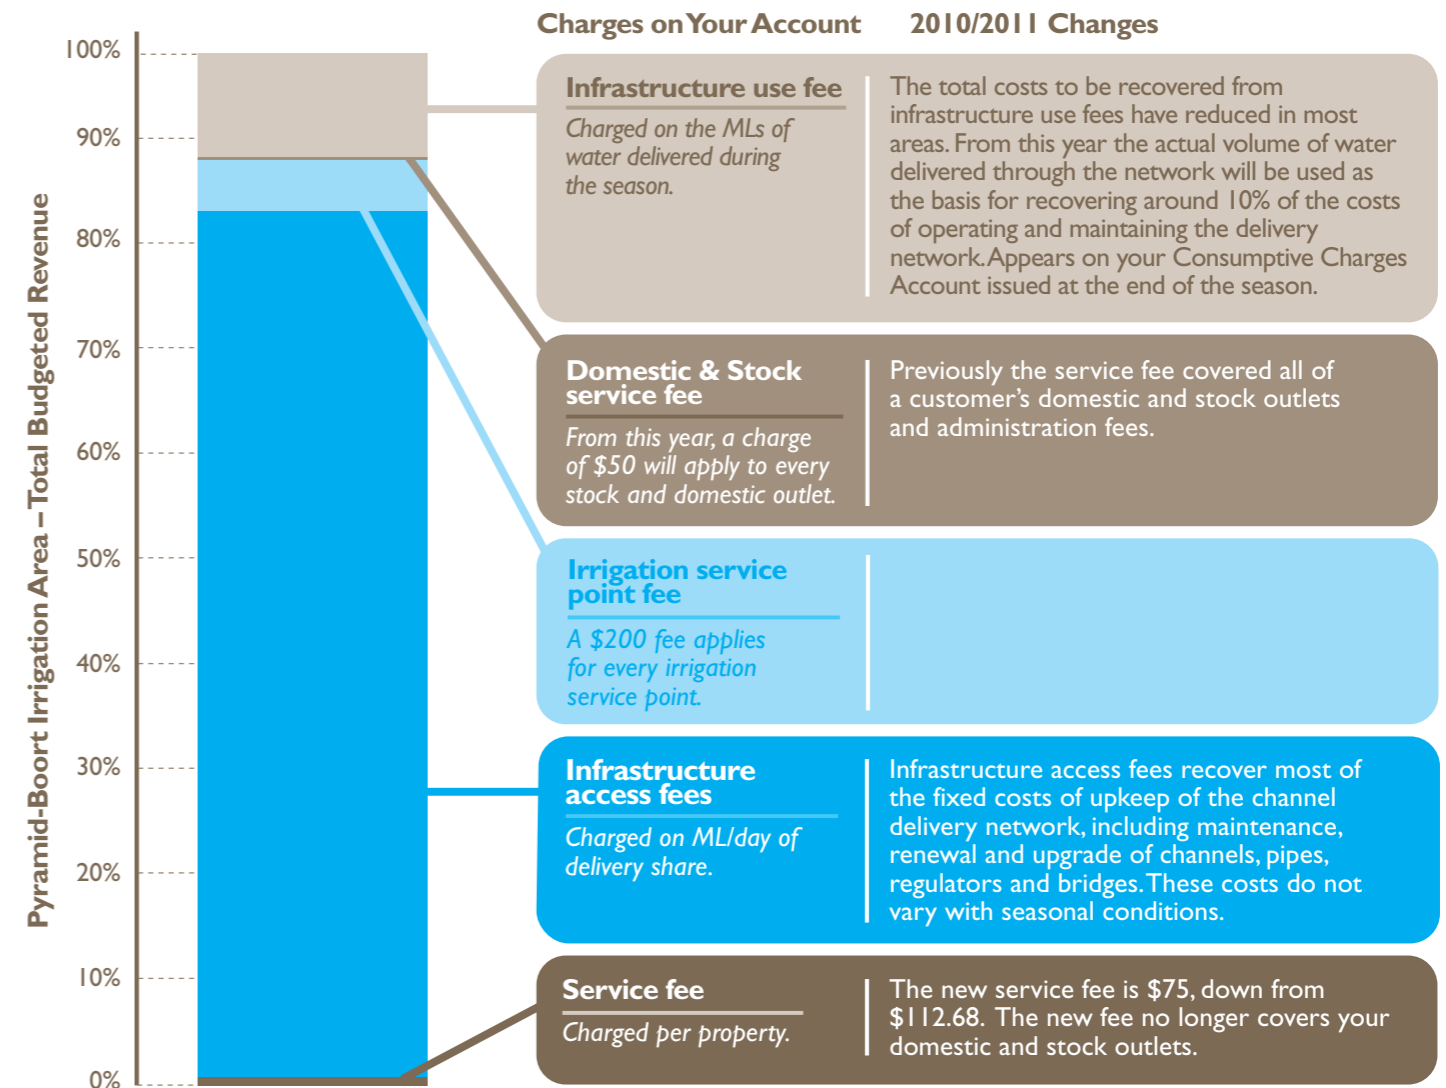 Charges on Your Account
2010/2011 Changes
Pyramid-Boort Irrigation Area – Total Budgeted Revenue
100%
90%
80%
70%
60%
50%
40%
30%
20%
10%
0%
Infrastructure use fee
Charged on the MLs of
water delivered during
the season.
The total costs to be recovered from
infrastructure use fees have reduced in most
areas. From this year the actual volume of water
delivered through the network will be used as
the basis for recovering around 10% of the costs
of operating and maintaining the delivery
network. Appears on your Consumptive Charges
Account issued at the end of the season.
Domestic & Stock
service fee
From this year, a charge
of $50 will apply to every
stock and domestic outlet.
Previously the service fee covered all of
a customer’s domestic and stock outlets
and administration fees.
Irrigation service
point fee
A $200 fee applies
for every irrigation
service point.
Infrastructure
access fees
Charged on ML/day of
delivery share.
Infrastructure access fees recover most of
the fixed costs of upkeep of the channel
delivery network, including maintenance,
renewal and upgrade of channels, pipes,
regulators and bridges. These costs do not
vary with seasonal conditions.
Service fee
Charged per property.
The new service fee is $75, down from
$112.68. The new fee no longer covers your
domestic and stock outlets.